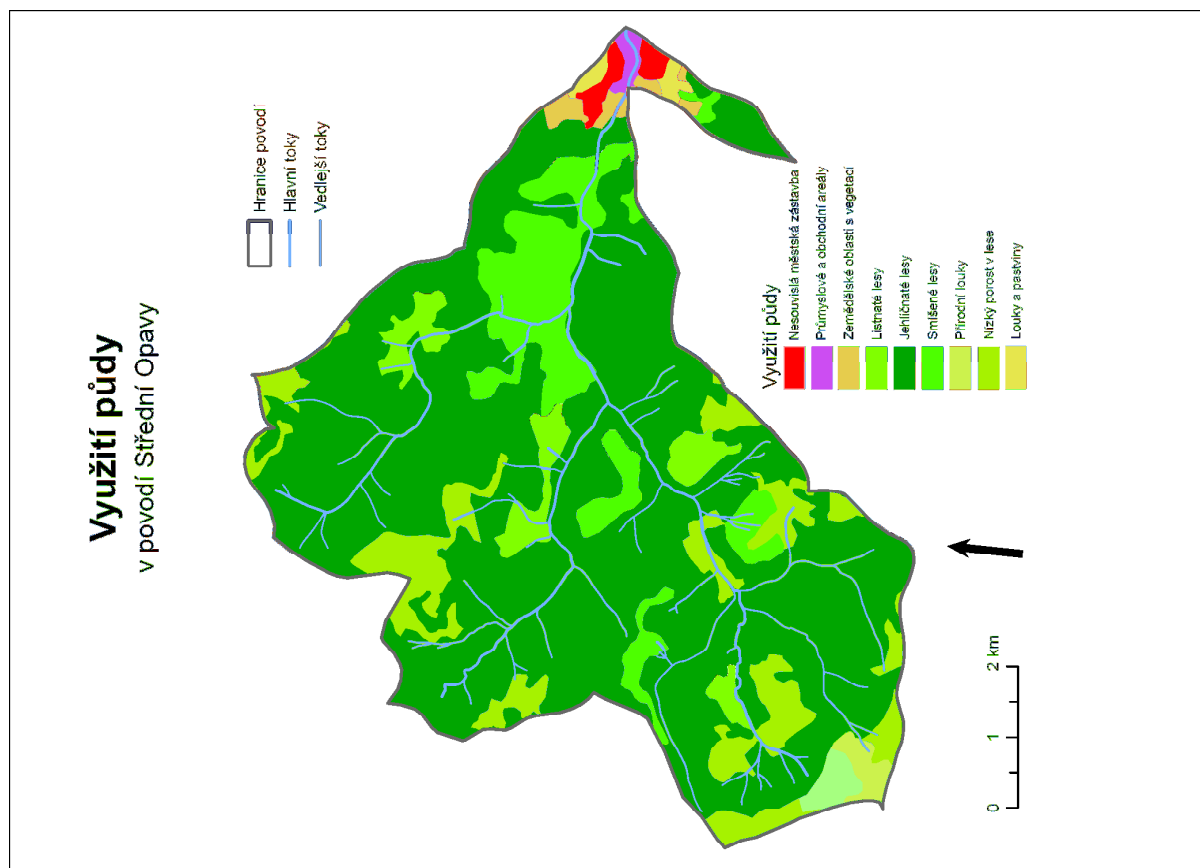 Využití půdy
v povodí Střední Opavy
Hranice povodí
Hlavní toky
Vedlejší toky
Využití půdy
Nesouvislá městská zástavba
Průmyslové a obchodní areály
Zemědělské oblasti s vegetací
Listnaté lesy
Jehličnaté lesy
Smíšené lesy
Přírodní louky
Nízký porost v lese
Louky a pastviny
0 1 2 km